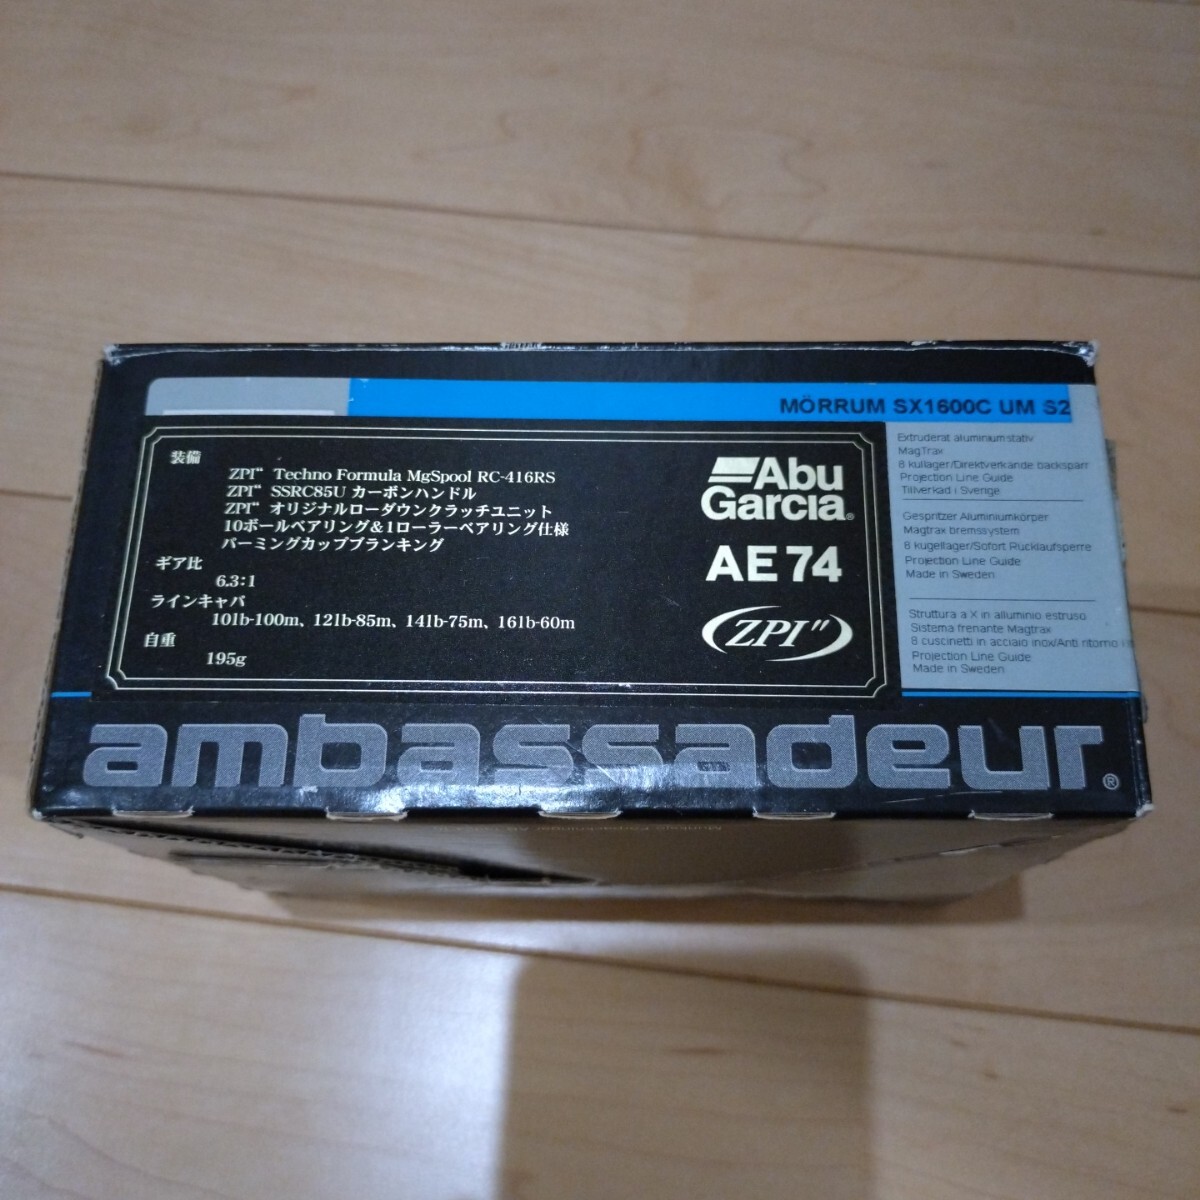 MÖRRUM SX1600C UM S2
装備
ZPI" Techno Formula MgSpool RC-416RS
ZPI" SSRC85U カーボンハンドル
ZPI" オリジナルローダウンクラッチユニット
10ボールベアリング&1ローラーベアリング仕様
パーミングカップブランキング
ギア比
6.3:1
ラインキャパ
10lb-100m、12lb-85m、14lb-75m、16lb-60m
自重
195g
Abu
Garcia®
AE 74
ZPI"
Extruderat aluminiumstativ
MagTrax
8 kullager/Direktverkande backspärr
Projection Line Guide
Tillverkad i Sverige
Gespritzer Aluminiumkörper
Magtrax bremssystem
8 kugellager/Sofort Rücklaufsperre
Projection Line Guide
Made in Sweden
Struttura a X in alluminio estruso
Sistema frenante Magtrax
8 cuscinetti in acciaio inox/Anti ritorno
Projection Line Guide
Made in Sweden
ambassadeur®